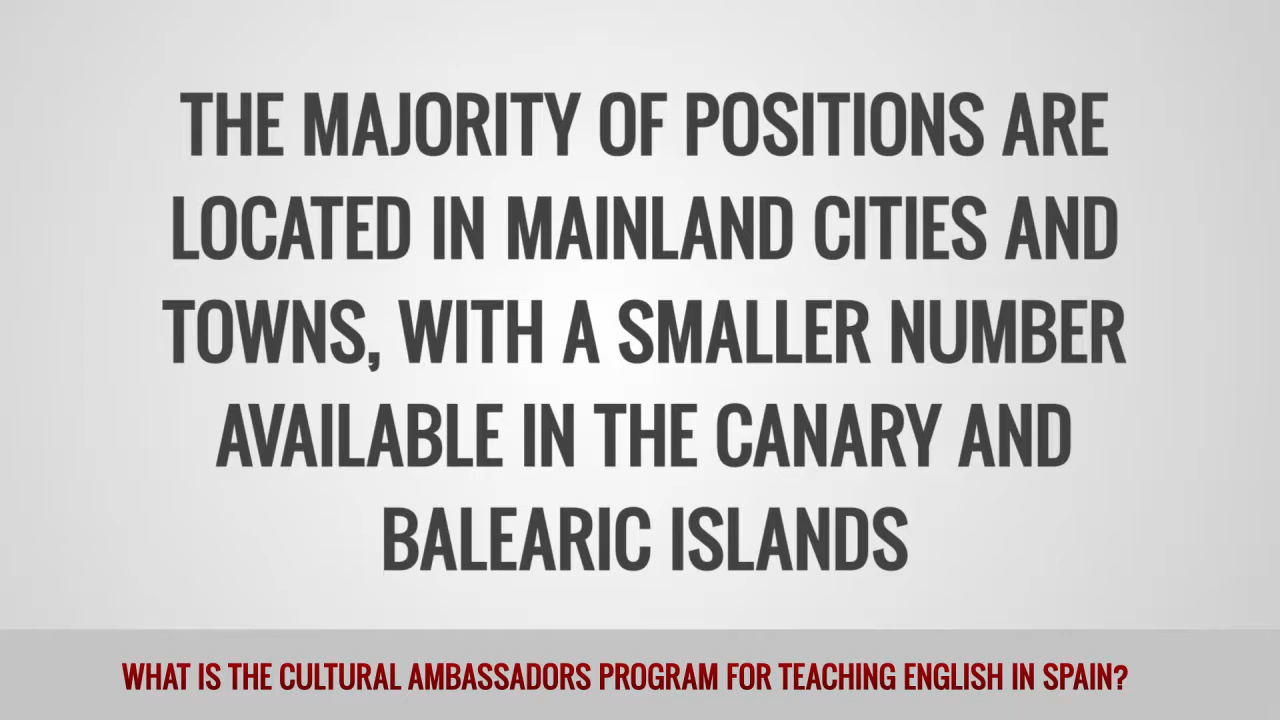 THE MAJORITY OF POSITIONS ARE
LOCATED IN MAINLAND CITIES AND
TOWNS, WITH A SMALLER NUMBER
AVAILABLE IN THE CANARY AND
BALEARIC ISLANDS
WHAT IS THE CULTURAL AMBASSADORS PROGRAM FOR TEACHING ENGLISH IN SPAIN?